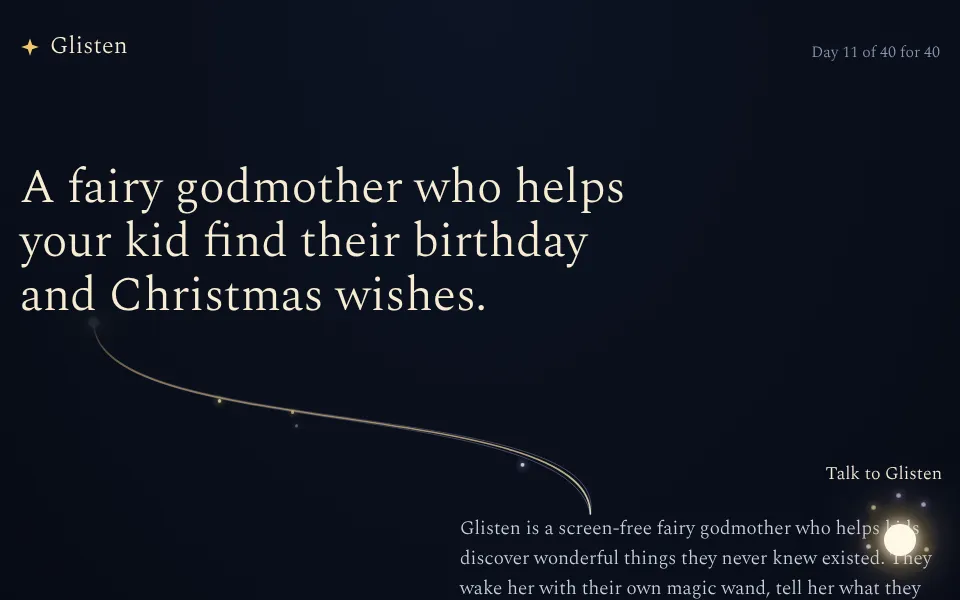 Glisten
Day 11 of 40 for 40
A fairy godmother who helps
your kid find their birthday
and Christmas wishes.
Talk to Glisten
Glisten is a screen-free fairy godmother who helps kids
discover wonderful things they never knew existed. They
wake her with their own magic wand, tell her what they